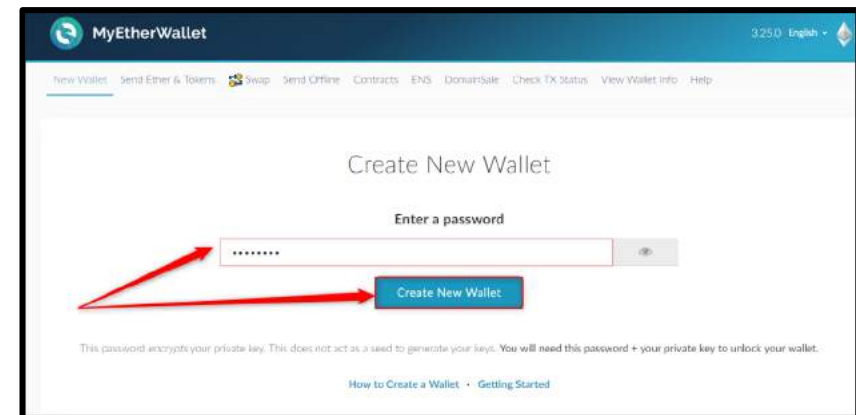 MyEtherWallet
3.25.0 English
New Wallet Send Ether & Tokens Swap Send Offline Contracts ENS DomainSale Check TX Status View Wallet Info Help
Create New Wallet
Enter a password
••••••••
Create New Wallet
This password encrypts your private key. This does not act as a seed to generate your keys. You will need this password + your private key to unlock your wallet.
How to Create a Wallet • Getting Started